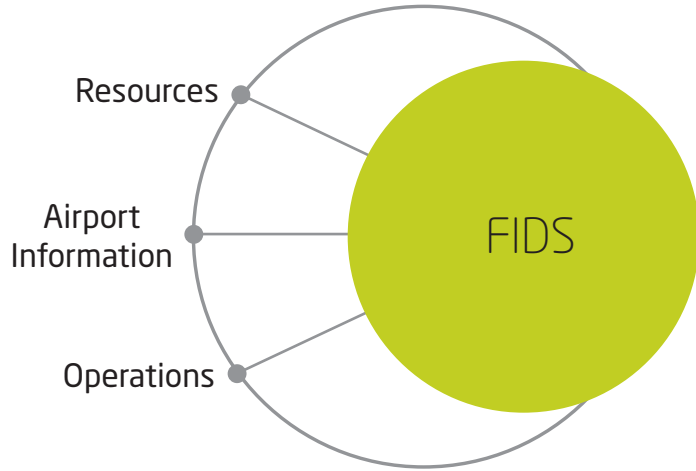 Resources
Airport
Information
FIDS
Operations